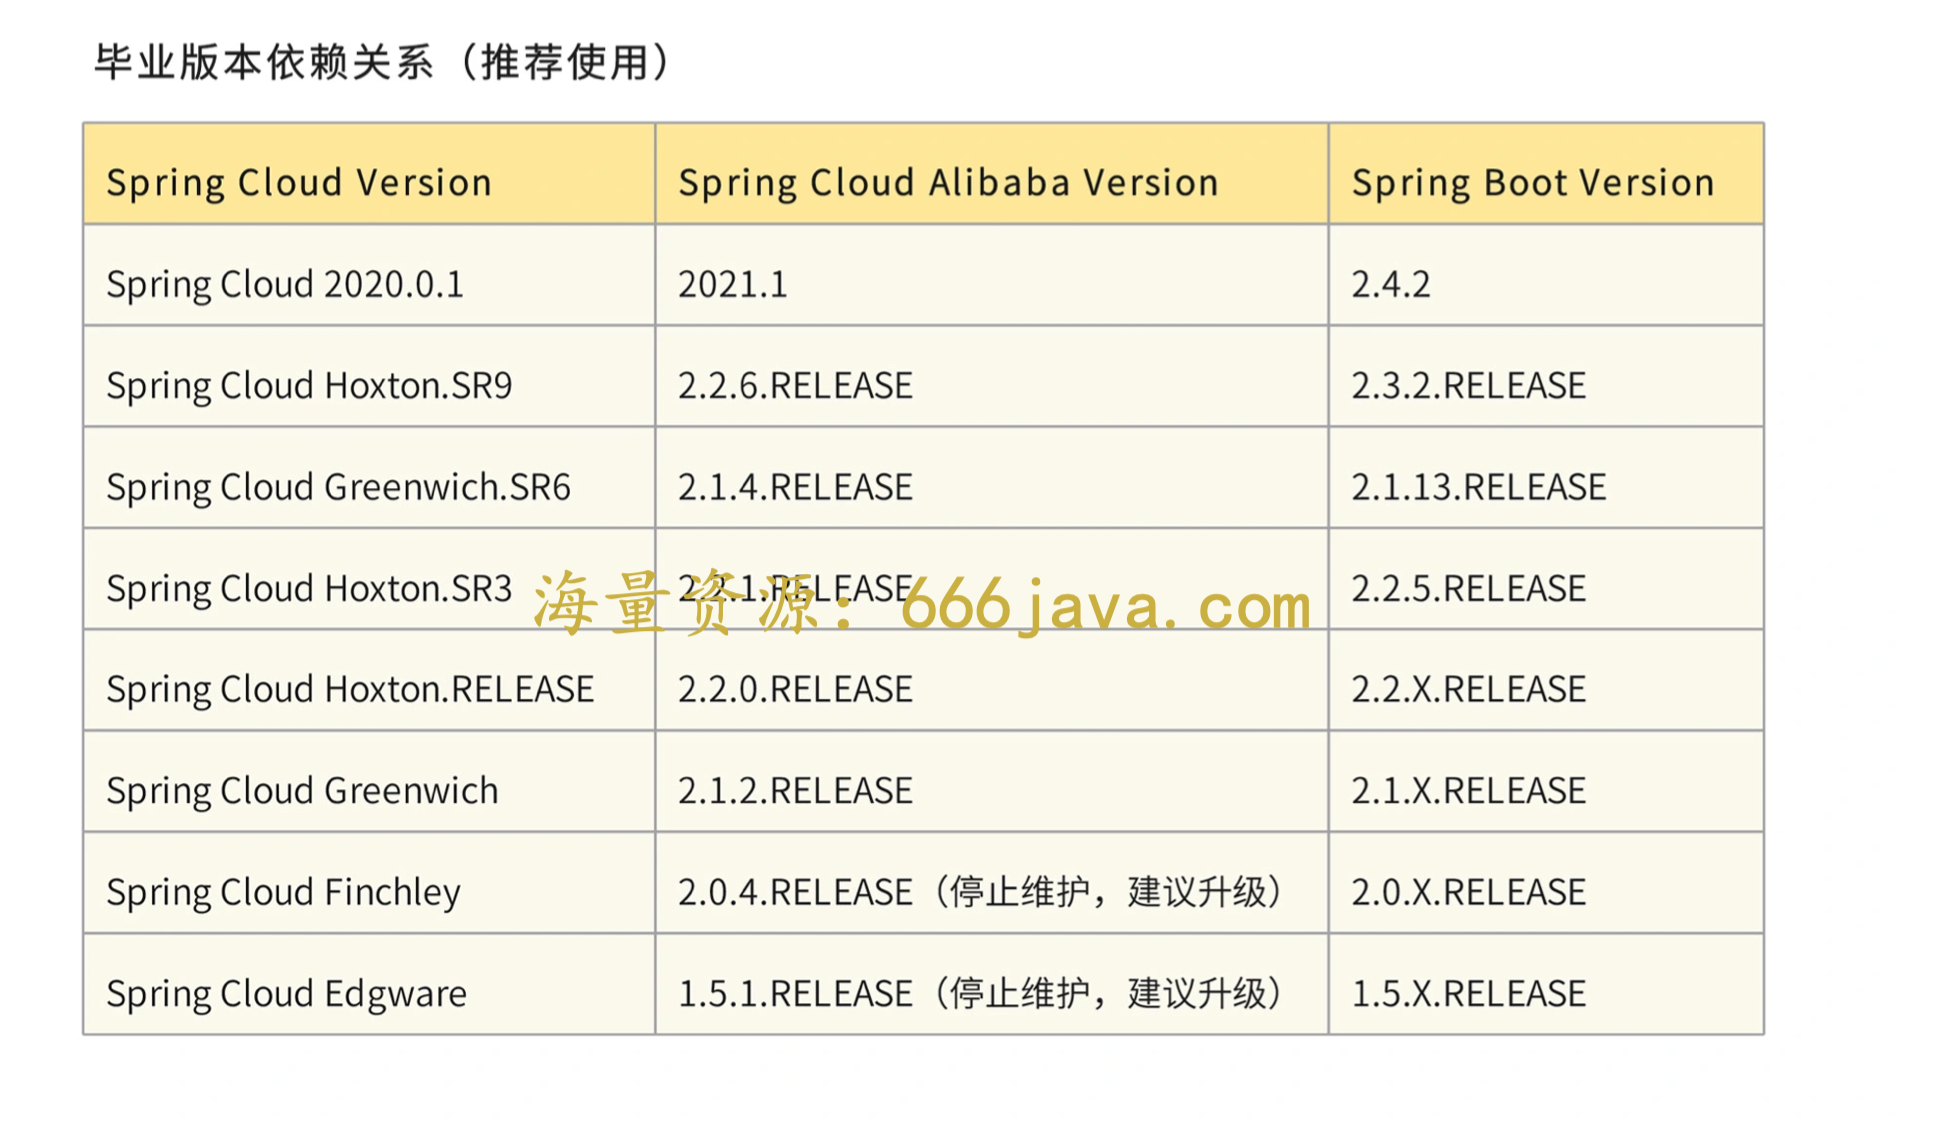 毕业版本依赖关系（推荐使用）
Spring Cloud Version Spring Cloud Alibaba Version Spring Boot Version
Spring Cloud 2020.0.1 2021.1 2.4.2
Spring Cloud Hoxton.SR9 2.2.6.RELEASE 2.3.2.RELEASE
Spring Cloud Greenwich.SR6 2.1.4.RELEASE 2.1.13.RELEASE
Spring Cloud Hoxton.SR3 2.2.1.RELEASE 2.2.5.RELEASE
海量资源：666java.com
Spring Cloud Hoxton.RELEASE 2.2.0.RELEASE 2.2.X.RELEASE
Spring Cloud Greenwich 2.1.2.RELEASE 2.1.X.RELEASE
Spring Cloud Finchley 2.0.4.RELEASE（停止维护，建议升级） 2.0.X.RELEASE
Spring Cloud Edgware 1.5.1.RELEASE（停止维护，建议升级） 1.5.X.RELEASE